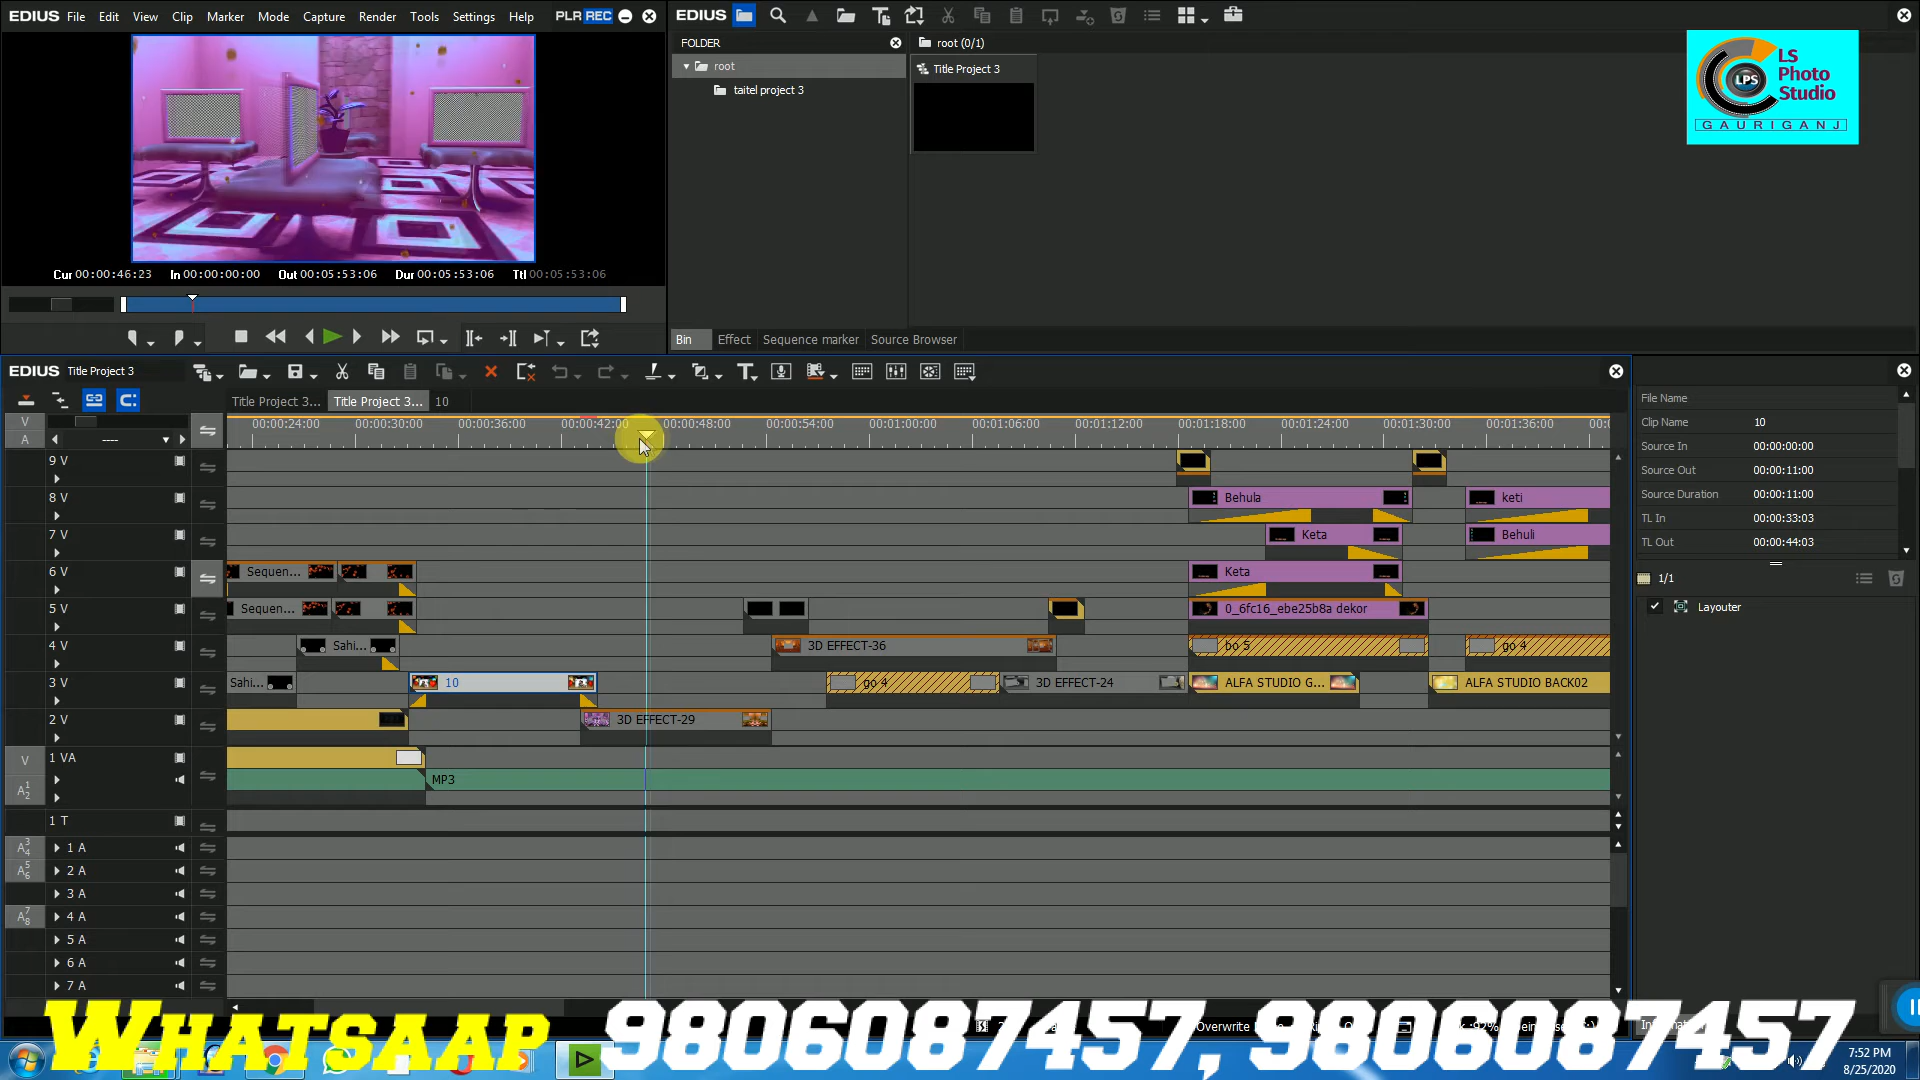 EDIUS File Edit View Clip Marker Mode Capture Render Tools Settings Help PLR REC
Cur 00:00:46:23 In 00:00:00:00 Out 00:05:53:06 Dur 00:05:53:06 Ttl 00:05:53:06
EDIUS
FOLDER
root (0/1)
root
taitel project 3
Title Project 3
LS
Photo
Studio
LPS
GAURIGANJ
Bin Effect Sequence marker Source Browser
EDIUS Title Project 3
Title Project 3... Title Project 3... 10
00:00:24:00 00:00:30:00 00:00:36:00 00:00:42:00 00:00:48:00 00:00:54:00 00:01:00:00 00:01:06:00 00:01:12:00 00:01:18:00 00:01:24:00 00:01:30:00 00:01:36:00
V
A ----
9 V
8 V Behula keti
7 V Keta Behuli
6 V Sequen... Keta
5 V Sequen... 0_6fc16_ebe25b8a dekor
4 V Sahi... 3D EFFECT-36 bo 5 go 4
3 V Sahi... 10 go 4 3D EFFECT-24 ALFA STUDIO G... ALFA STUDIO BACK02
2 V 3D EFFECT-29
V 1 VA
A 1 2 MP3
1 T
A 3 4 1 A
A 5 6 2 A
3 A
A 7 8 4 A
5 A
6 A
7 A
File Name
Clip Name 10
Source In 00:00:00:00
Source Out 00:00:11:00
Source Duration 00:00:11:00
TL In 00:00:33:03
TL Out 00:00:44:03
1/1
Layouter
Overwrite
WHATSAAP 9806087457, 9806087457
7:52 PM
8/25/2020